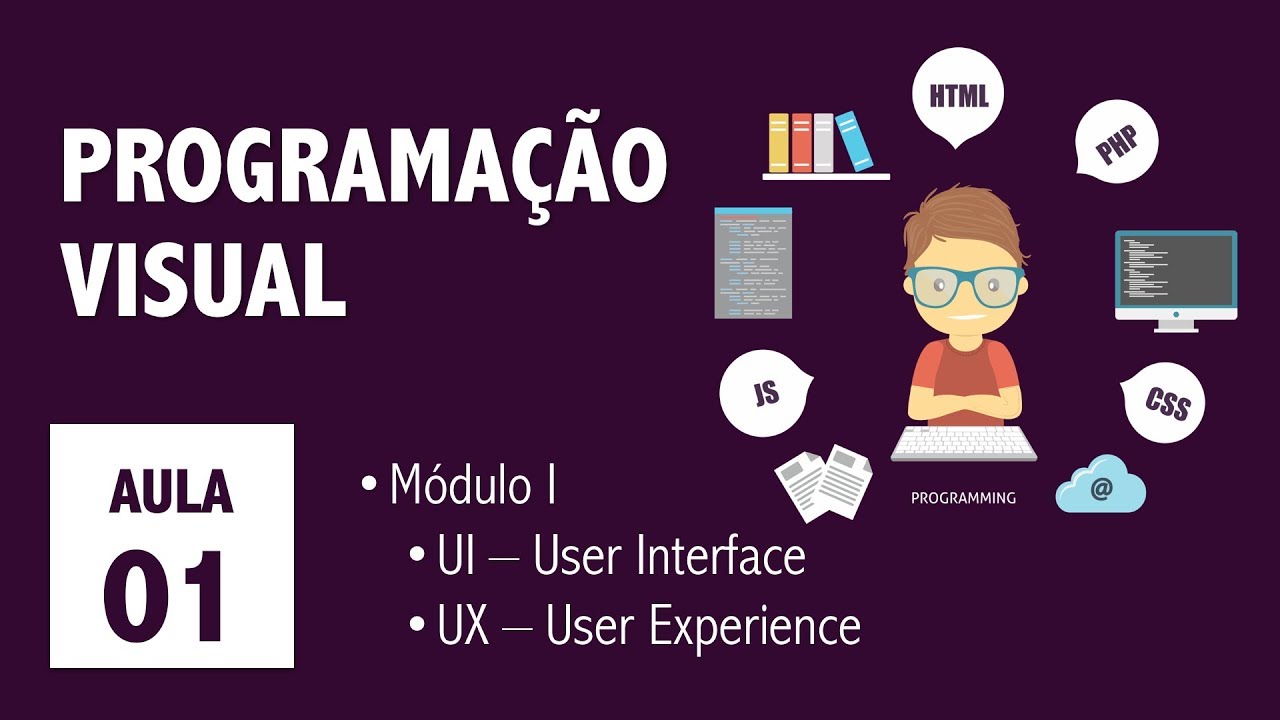 PROGRAMAÇÃO
VISUAL
AULA
01
• Módulo I
• UI – User Interface
• UX – User Experience
HTML
PHP
JS
CSS
@
PROGRAMMING